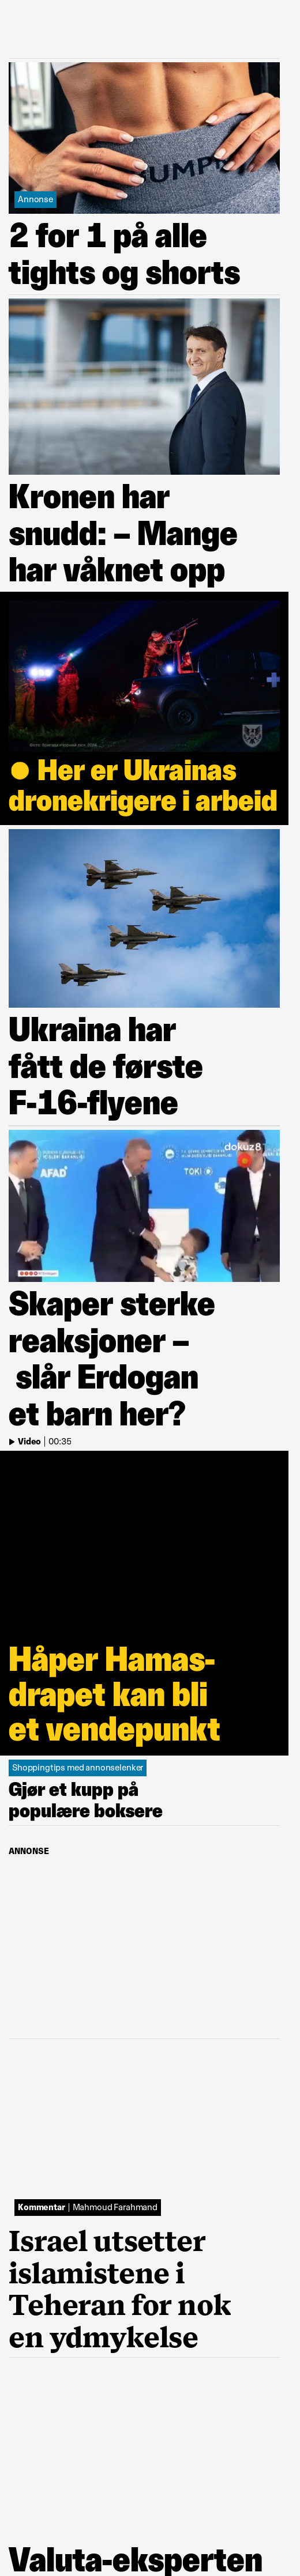 Annonse
2 for 1 på alle
tights og shorts
Kronen har
snudd: – Mange
har våknet opp
● Her er Ukrainas
dronekrigere i arbeid
Ukraina har
fått de første
F-16-flyene
dokuz8
AFAD
TOKİ
Skaper sterke
reaksjoner –
slår Erdogan
et barn her?
Video | 00:35
Håper Hamas-
drapet kan bli
et vendepunkt
Shoppingtips med annonselenker
Gjør et kupp på
populære boksere
ANNONSE
Kommentar | Mahmoud Farahmand
Israel utsetter
islamistene i
Teheran for nok
en ydmykelse
Valuta-eksperten